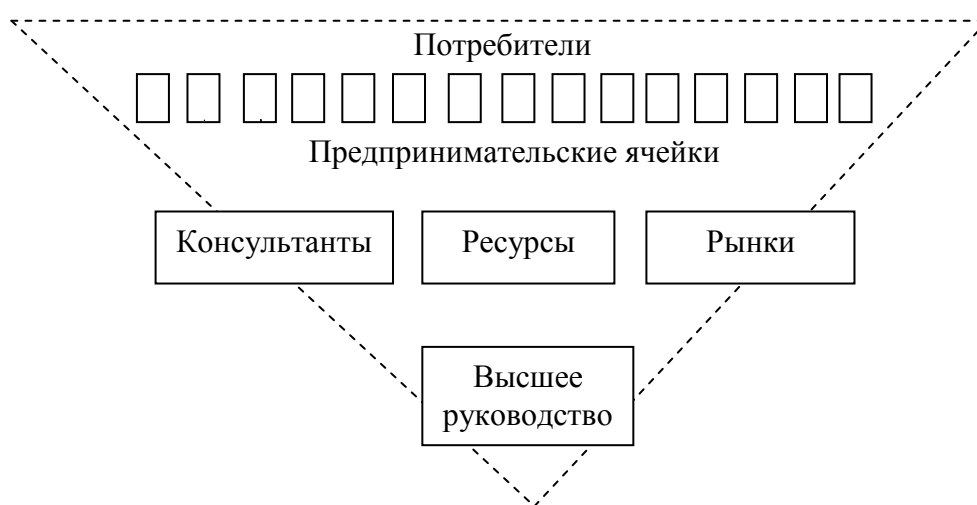 Потребители
Предпринимательские ячейки
Консультанты
Ресурсы
Рынки
Высшее
руководство